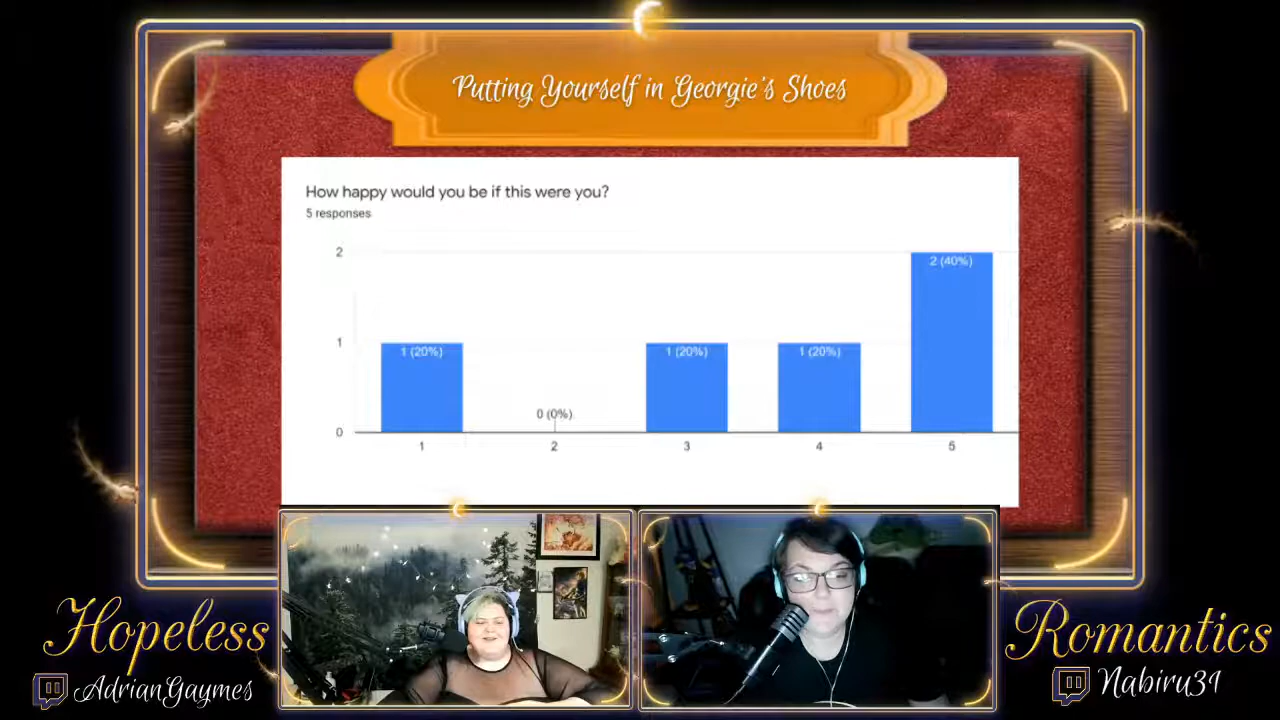 Putting Yourself in Georgie's Shoes
How happy would you be if this were you?
5 responses
2
1
0
1 (20%)
0 (0%)
1 (20%)
1 (20%)
2 (40%)
1
2
3
4
5
Hopeless
AdrianGaymes
Romantics
Nabiru31